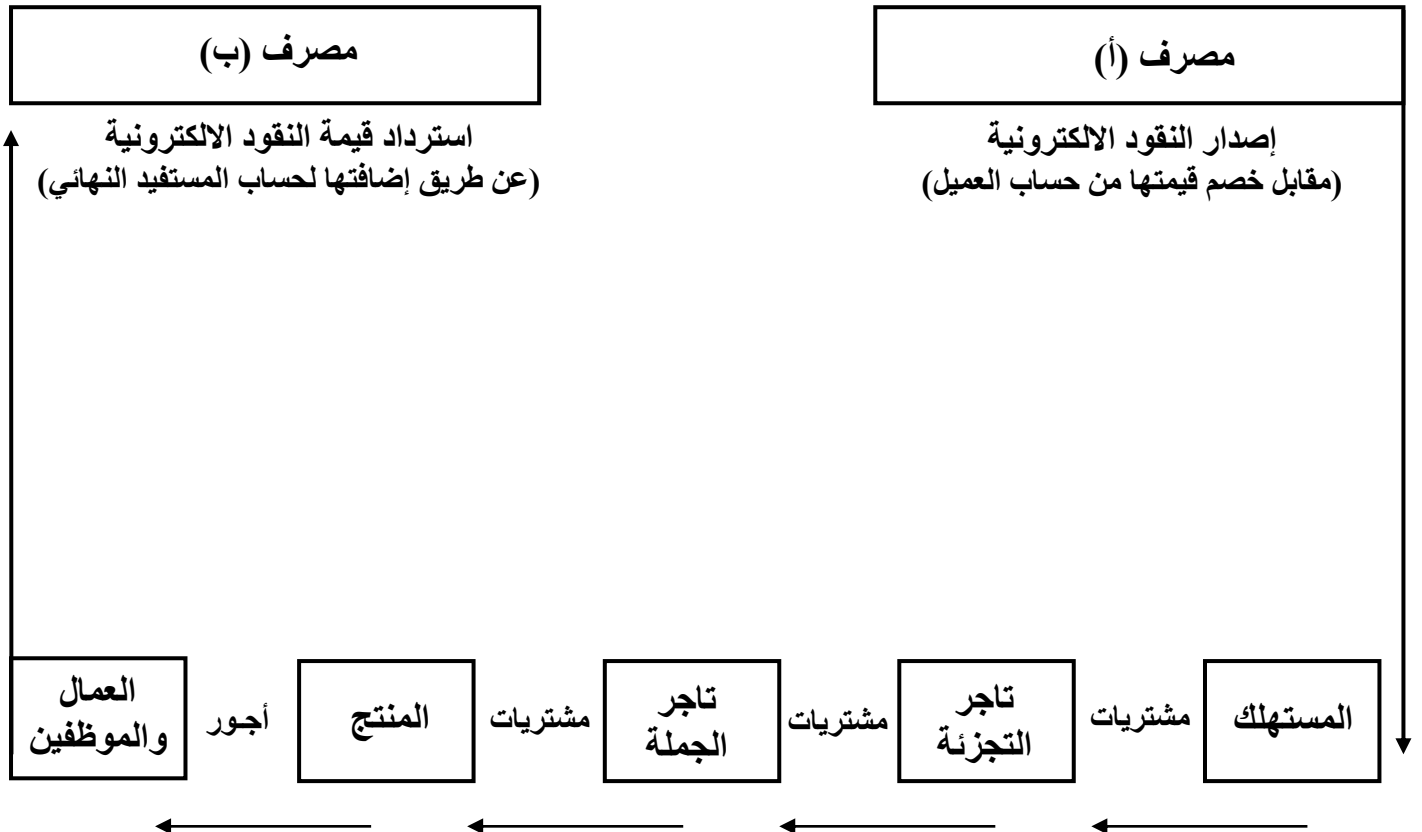 مصرف (أ)
إصدار النقود الالكترونية
(مقابل خصم قيمتها من حساب العميل)
مصرف (ب)
استرداد قيمة النقود الالكترونية
(عن طريق إضافتها لحساب المستفيد النهائي)
المستهلك
مشتريات
تاجر
التجزئة
مشتريات
تاجر
الجملة
مشتريات
المنتج
أجور
العمال
والموظفين